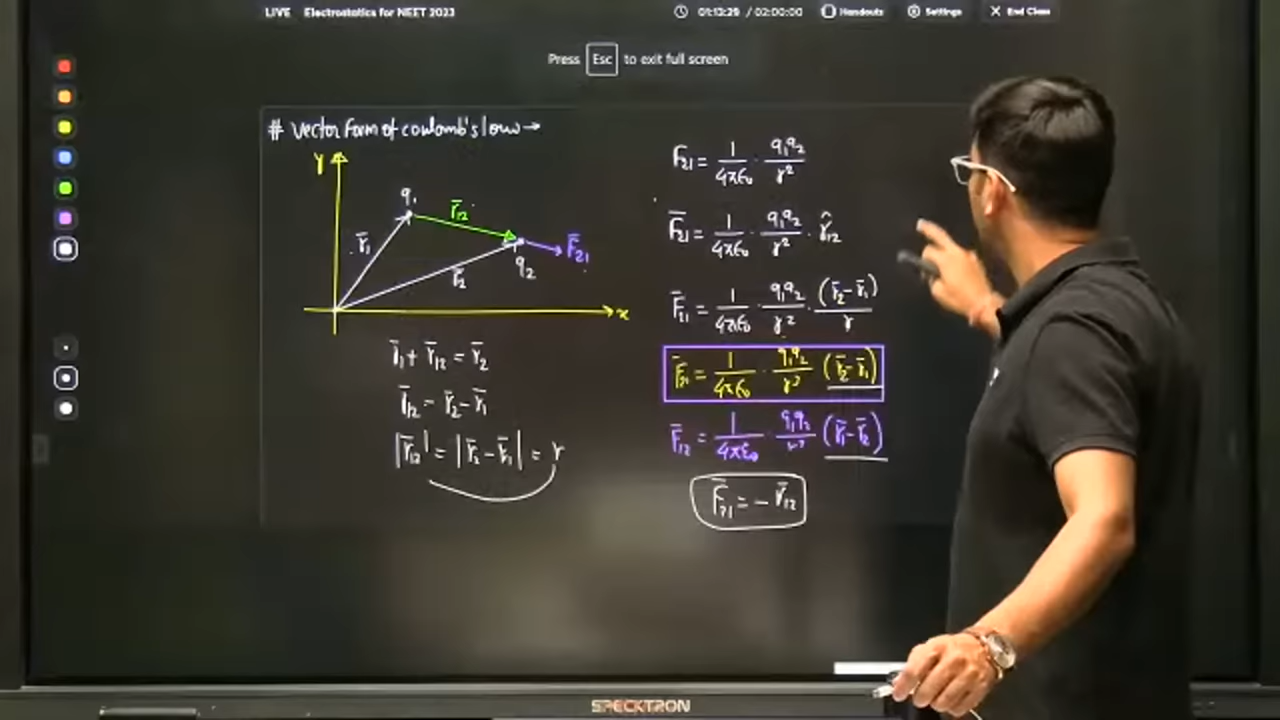 LIVE Electrostatics for NEET 2023 01:13:29 / 02:00:00 Handouts Settings End Class
Press Esc to exit full screen
# Vector form of coulomb's law →
Y
q₁
r̄₁₂
r̄₁
F̄₂₁
q₂
r̄₂
x
r̄₁ + r̄₁₂ = r̄₂
r̄₁₂ = r̄₂ - r̄₁
|r̄₁₂| = |r̄₂ - r̄₁| = r
F₂₁ = 1/4πε₀ · q₁q₂/r²
F̄₂₁ = 1/4πε₀ · q₁q₂/r² · r̂₁₂
F̄₂₁ = 1/4πε₀ · q₁q₂/r² · (r̄₂-r̄₁)/r
F̄₂₁ = 1/4πε₀ · q₁q₂/r³ (r̄₂-r̄₁)
F̄₁₂ = 1/4πε₀ · q₁q₂/r³ (r̄₁-r̄₂)
F̄₂₁ = - F̄₁₂
SPECKTRON